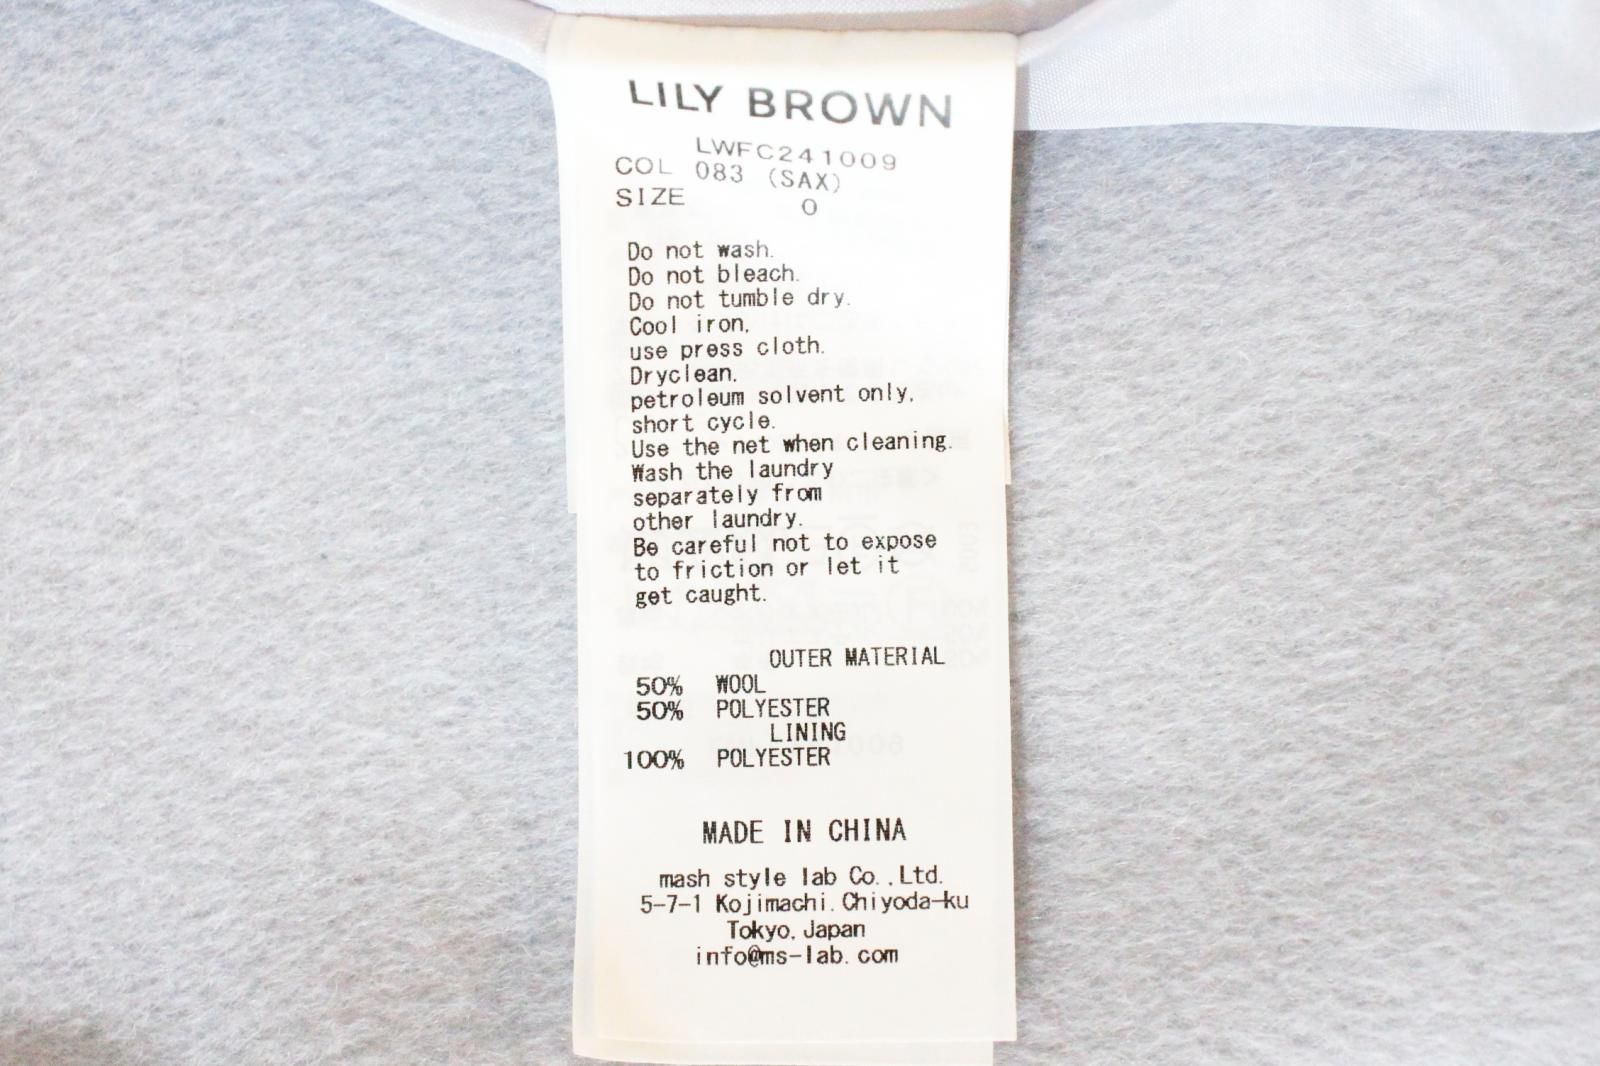 LILY BROWN
LWFC241009
COL 083 (SAX)
SIZE 0
Do not wash.
Do not bleach.
Do not tumble dry.
Cool iron,
use press cloth.
Dryclean,
petroleum solvent only,
short cycle.
Use the net when cleaning.
Wash the laundry
separately from
other laundry.
Be careful not to expose
to friction or let it
get caught.
OUTER MATERIAL
50% WOOL
50% POLYESTER
LINING
100% POLYESTER
MADE IN CHINA
mash style lab Co.,Ltd.
5-7-1 Kojimachi,Chiyoda-ku
Tokyo,Japan
info@ms-lab.com